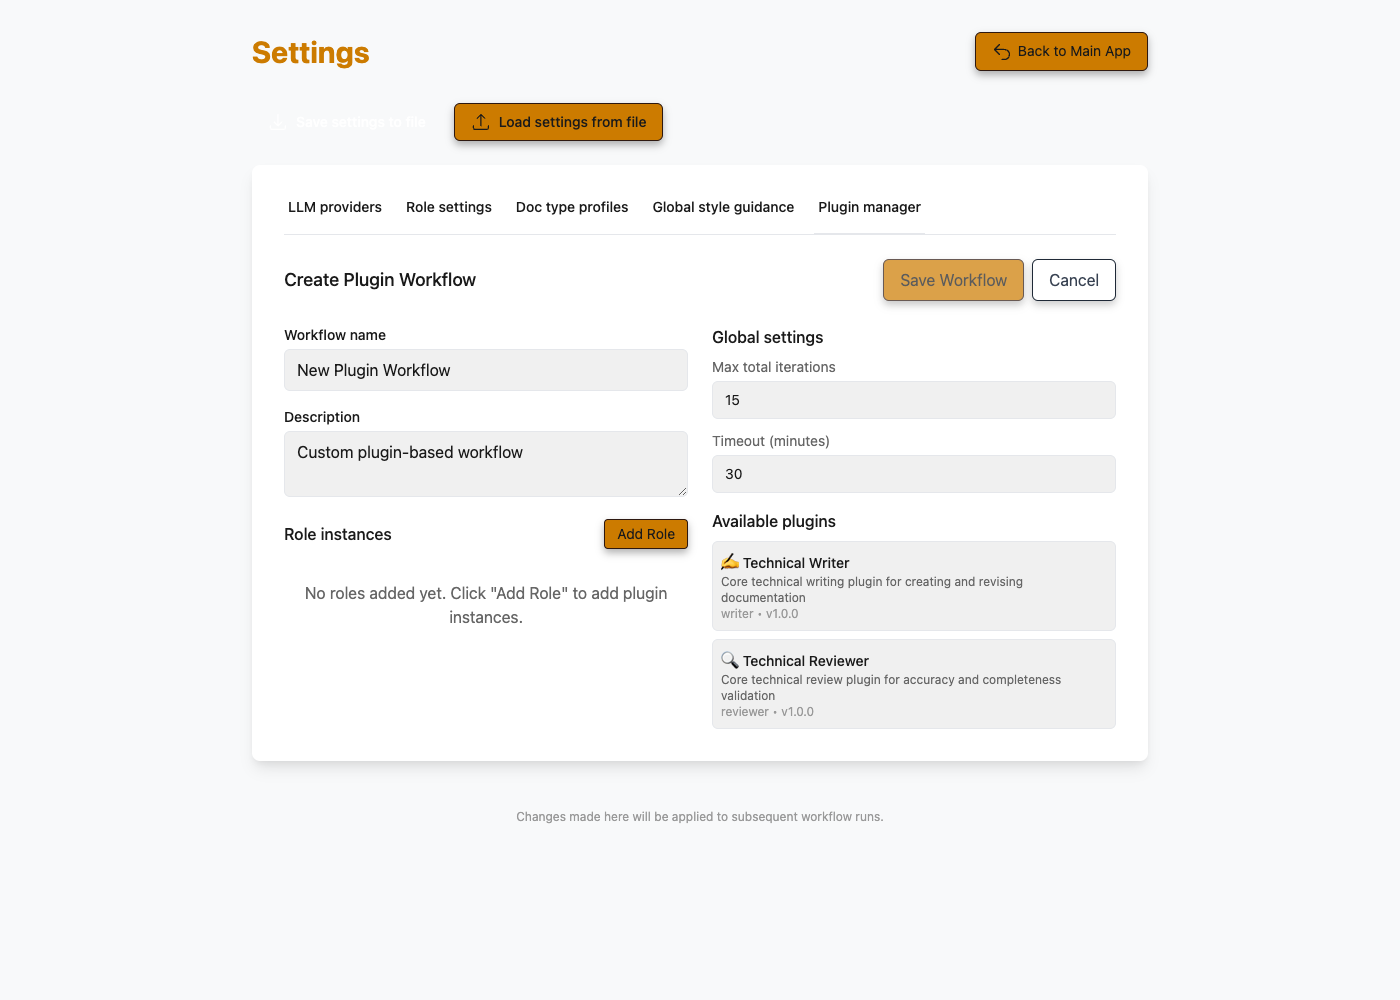 Settings
Back to Main App
Save settings to file
Load settings from file
LLM providers
Role settings
Doc type profiles
Global style guidance
Plugin manager
Create Plugin Workflow
Save Workflow
Cancel
Workflow name
New Plugin Workflow
Description
Custom plugin-based workflow
Role instances
Add Role
No roles added yet. Click "Add Role" to add plugin
instances.
Global settings
Max total iterations
15
Timeout (minutes)
30
Available plugins
✍️ Technical Writer
Core technical writing plugin for creating and revising
documentation
writer • v1.0.0
🔍 Technical Reviewer
Core technical review plugin for accuracy and completeness
validation
reviewer • v1.0.0
Changes made here will be applied to subsequent workflow runs.